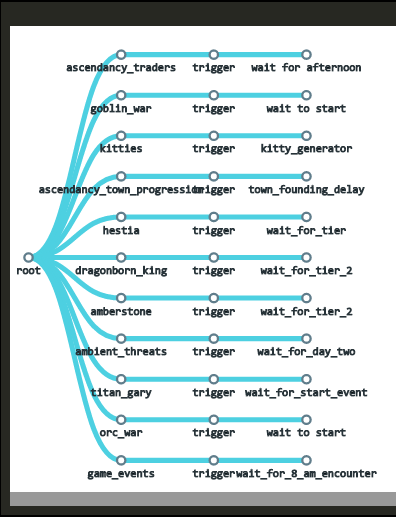 ascendancy_traders trigger wait for afternoon
goblin_war trigger wait to start
kitties trigger kitty_generator
ascendancy_town_progression trigger town_founding_delay
hestia trigger wait_for_tier
root dragonborn_king trigger wait_for_tier_2
amberstone trigger wait_for_tier_2
ambient_threats trigger wait_for_day_two
titan_gary trigger wait_for_start_event
orc_war trigger wait to start
game_events trigger wait_for_8_am_encounter